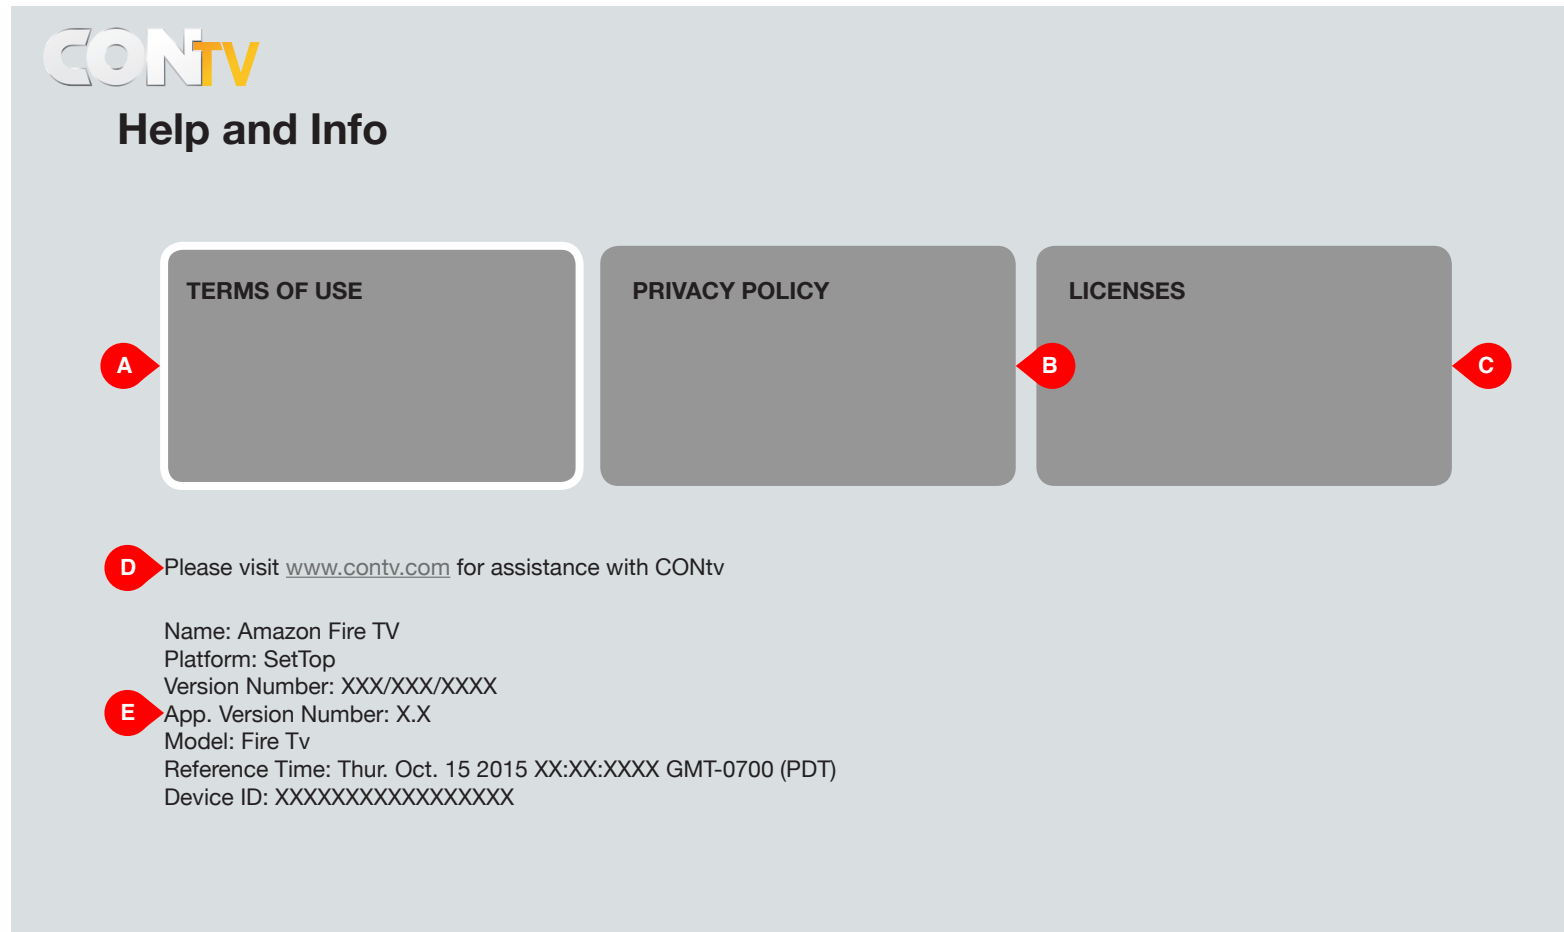 CONTV
Help and Info
TERMS OF USE
PRIVACY POLICY
LICENSES
A
B
C
D
Please visit www.contv.com for assistance with CONtv
Name: Amazon Fire TV
Platform: SetTop
Version Number: XXX/XXX/XXXX
E
App. Version Number: X.X
Model: Fire Tv
Reference Time: Thur. Oct. 15 2015 XX:XX:XXXX GMT-0700 (PDT)
Device ID: XXXXXXXXXXXXXXXXX